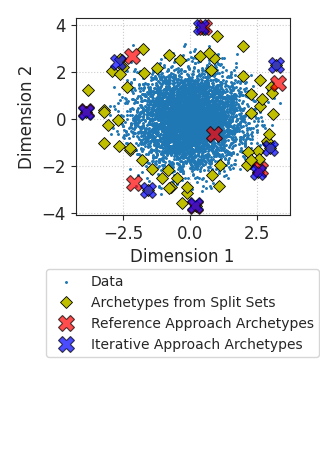 4
2
0
−2
−4
Dimension 2
−2.5
0.0
2.5
Dimension 1
Data
Archetypes from Split Sets
Reference Approach Archetypes
Iterative Approach Archetypes